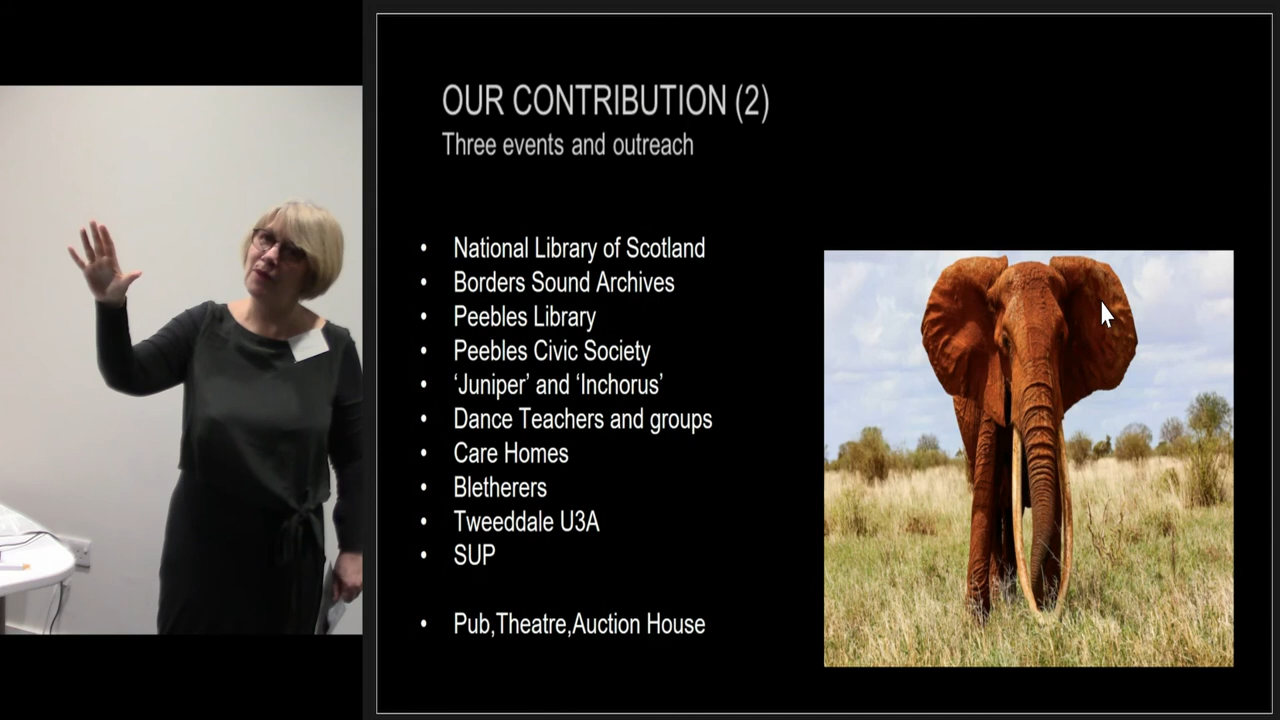 OUR CONTRIBUTION (2)
Three events and outreach
• National Library of Scotland
• Borders Sound Archives
• Peebles Library
• Peebles Civic Society
• ‘Juniper’ and ‘Inchorus’
• Dance Teachers and groups
• Care Homes
• Bletherers
• Tweeddale U3A
• SUP
• Pub,Theatre,Auction House